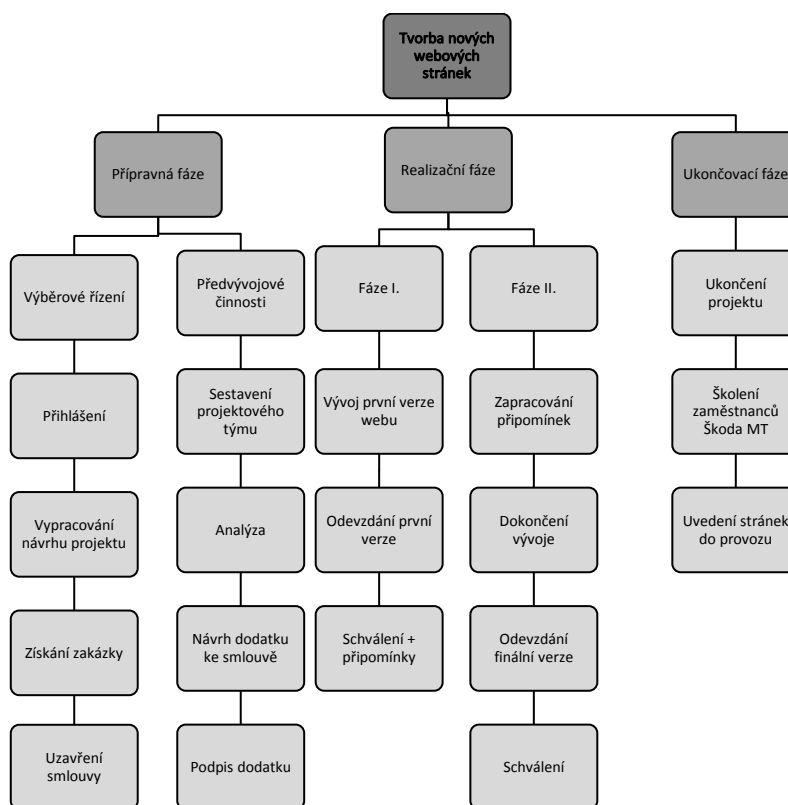 Tvorba nových
webových
stránek
Přípravná fáze
Realizační fáze
Ukončovací fáze
Výběrové řízení
Předvývojové
činnosti
Fáze I.
Fáze II.
Ukončení
projektu
Přihlášení
Sestavení
projektového
týmu
Vývoj první verze
webu
Zapracování
připomínek
Školení
zaměstnanců
Škoda MT
Vypracování
návrhu projektu
Analýza
Odevzdání první
verze
Dokončení
vývoje
Uvedení stránek
do provozu
Získání zakázky
Návrh dodatku
ke smlouvě
Schválení +
připomínky
Odevzdání
finální verze
Uzavření
smlouvy
Podpis dodatku
Schválení